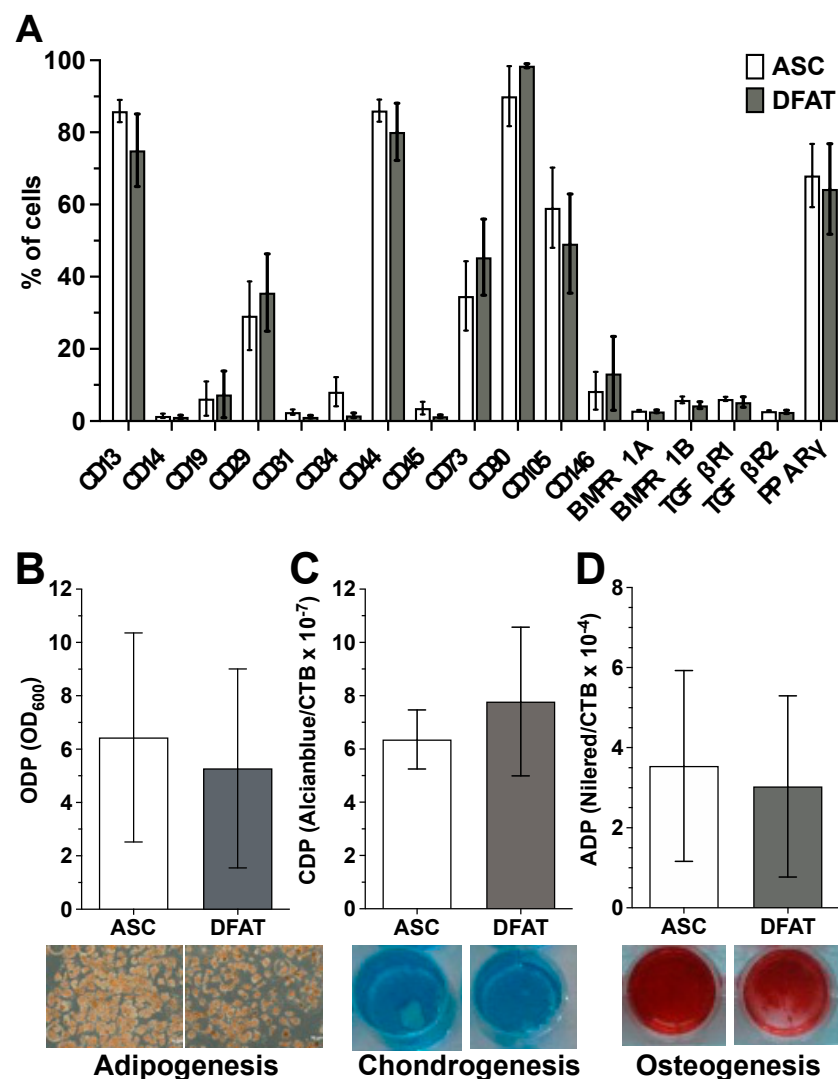 A
ASC
DFAT
% of cells
100
80
60
40
20
0
CD13
CD14
CD19
CD29
CD31
CD34
CD44
CD45
CD73
CD90
CD105
CD146
BMPR 1A
BMPR 1B
TGF βR1
TGF βR2
PP ARγ
B
ODP (OD600)
12
10
8
6
4
2
0
ASC DFAT
Adipogenesis
C
CDP (Alcianblue/CTB x 10-7)
12
10
8
6
4
2
0
ASC DFAT
Chondrogenesis
D
ADP (Nilered/CTB x 10-4)
8
6
4
2
0
ASC DFAT
Osteogenesis